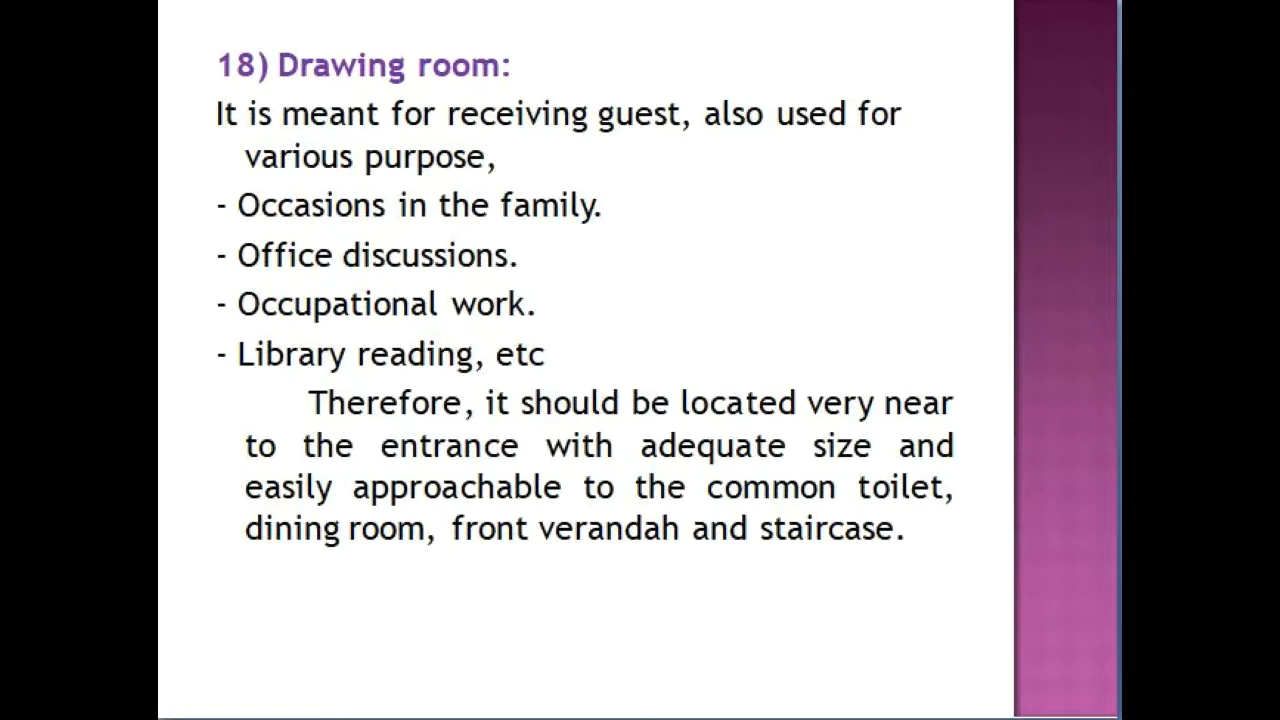 18) Drawing room:
It is meant for receiving guest, also used for
various purpose,
- Occasions in the family.
- Office discussions.
- Occupational work.
- Library reading, etc
Therefore, it should be located very near
to the entrance with adequate size and
easily approachable to the common toilet,
dining room, front verandah and staircase.